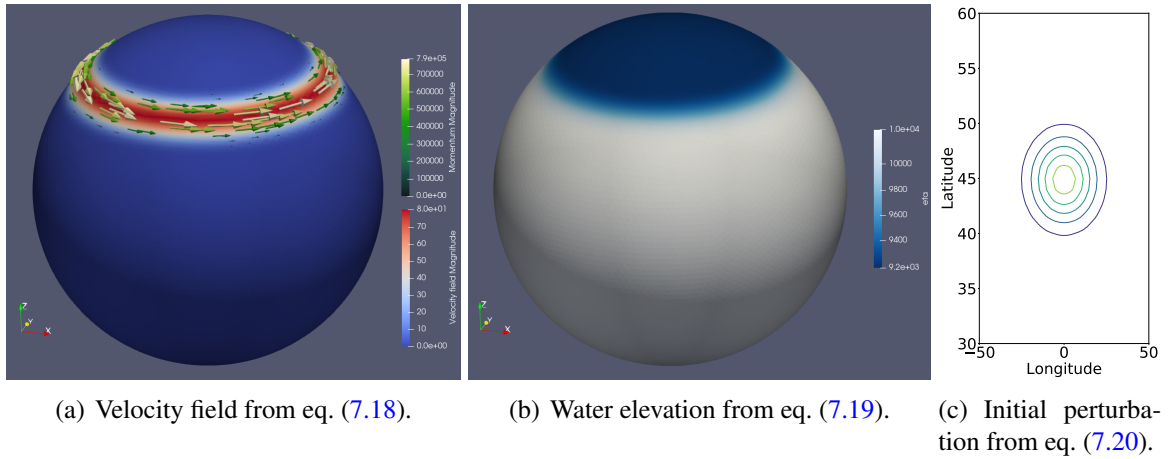 7.9e+05
700000
600000
500000
400000
300000
200000
100000
0.0e+00
Momentum Magnitude
8.0e+01
70
60
50
40
30
20
10
0.0e+00
Velocity field Magnitude
Z
Y
X
1.0e+04
10000
9800
9600
9400
9.2e+03
eta
Z
Y
X
60
55
50
45
40
35
30
Latitude
−50
0
50
Longitude
(a) Velocity field from eq. (7.18).
(b) Water elevation from eq. (7.19).
(c) Initial perturba-
tion from eq. (7.20).